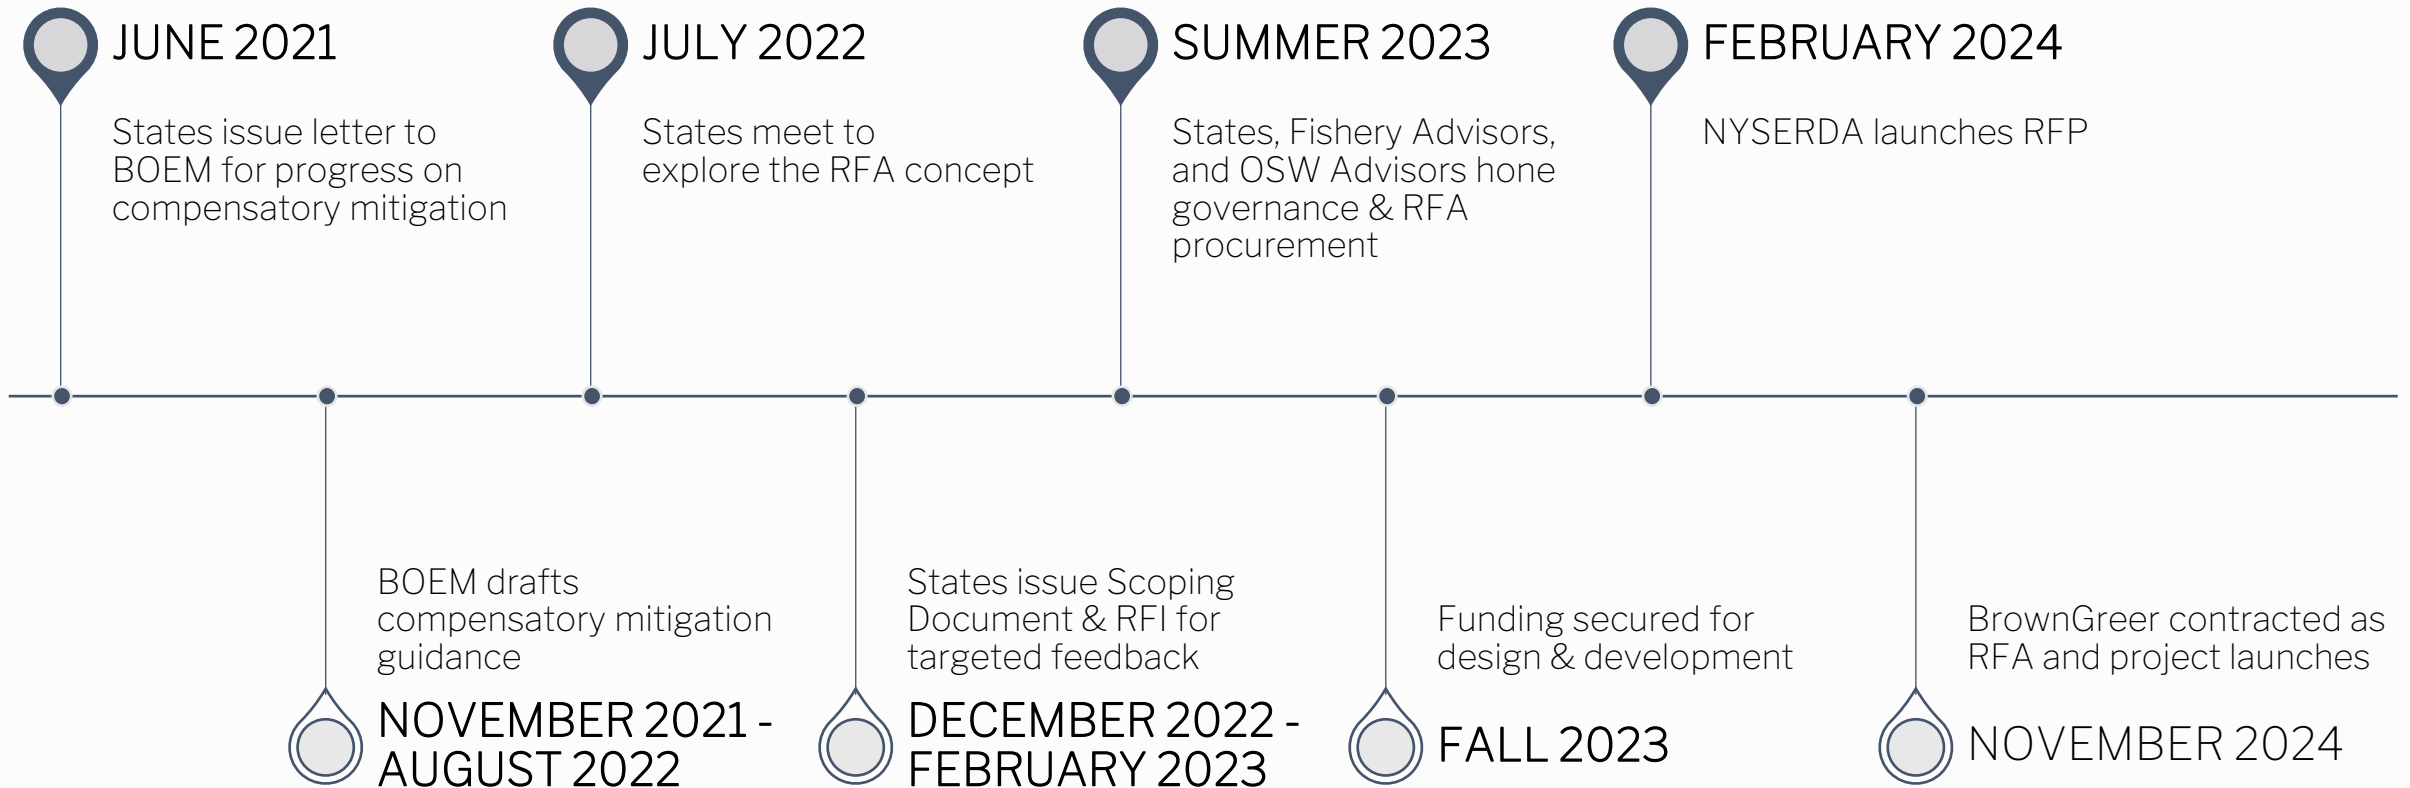 JUNE 2021
States issue letter to
BOEM for progress on
compensatory mitigation
NOVEMBER 2021 -
AUGUST 2022
BOEM drafts
compensatory mitigation
guidance
JULY 2022
States meet to
explore the RFA concept
DECEMBER 2022 -
FEBRUARY 2023
States issue Scoping
Document & RFI for
targeted feedback
SUMMER 2023
States, Fishery Advisors,
and OSW Advisors hone
governance & RFA
procurement
FALL 2023
Funding secured for
design & development
FEBRUARY 2024
NYSERDA launches RFP
NOVEMBER 2024
BrownGreer contracted as
RFA and project launches